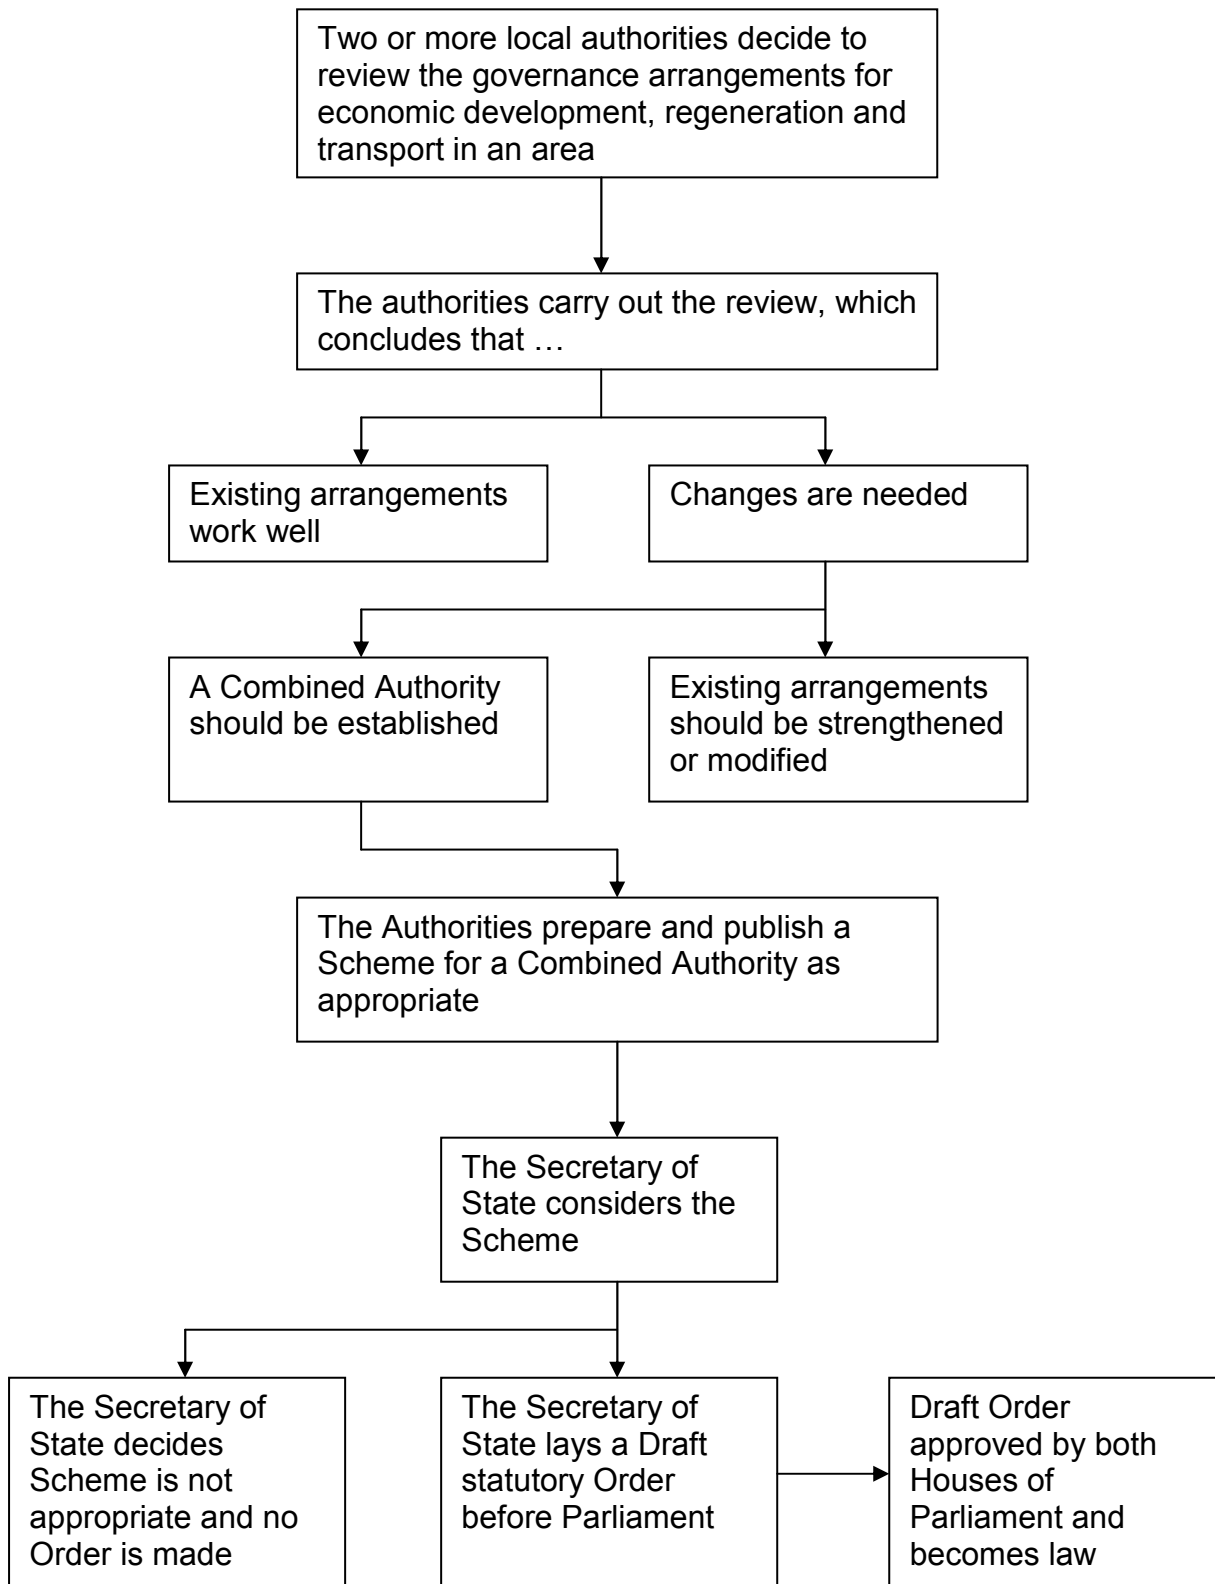 Two or more local authorities decide to
review the governance arrangements for
economic development, regeneration and
transport in an area
The authorities carry out the review, which
concludes that …
Existing arrangements
work well
Changes are needed
A Combined Authority
should be established
Existing arrangements
should be strengthened
or modified
The Authorities prepare and publish a
Scheme for a Combined Authority as
appropriate
The Secretary of
State considers the
Scheme
The Secretary of
State decides
Scheme is not
appropriate and no
Order is made
The Secretary of
State lays a Draft
statutory Order
before Parliament
Draft Order
approved by both
Houses of
Parliament and
becomes law